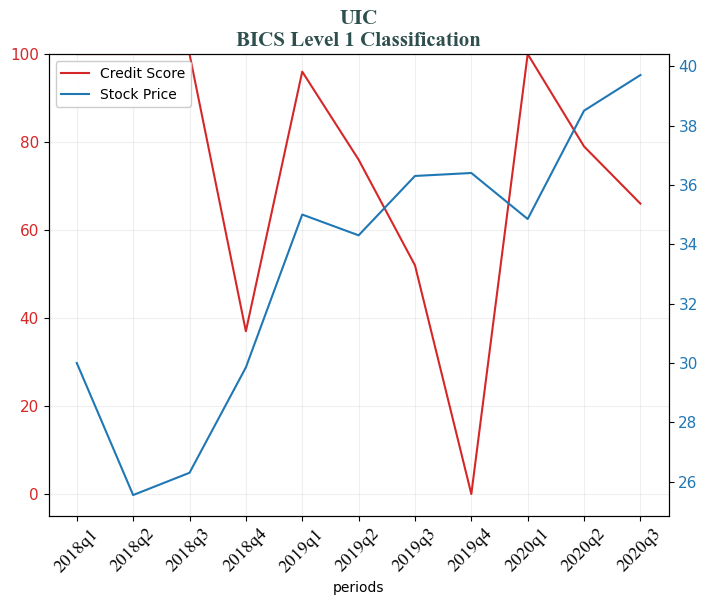 UIC
BICS Level 1 Classification
Credit Score
Stock Price
100
80
60
40
20
0
40
38
36
34
32
30
28
26
2018q1
2018q2
2018q3
2018q4
2019q1
2019q2
2019q3
2019q4
2020q1
2020q2
2020q3
periods